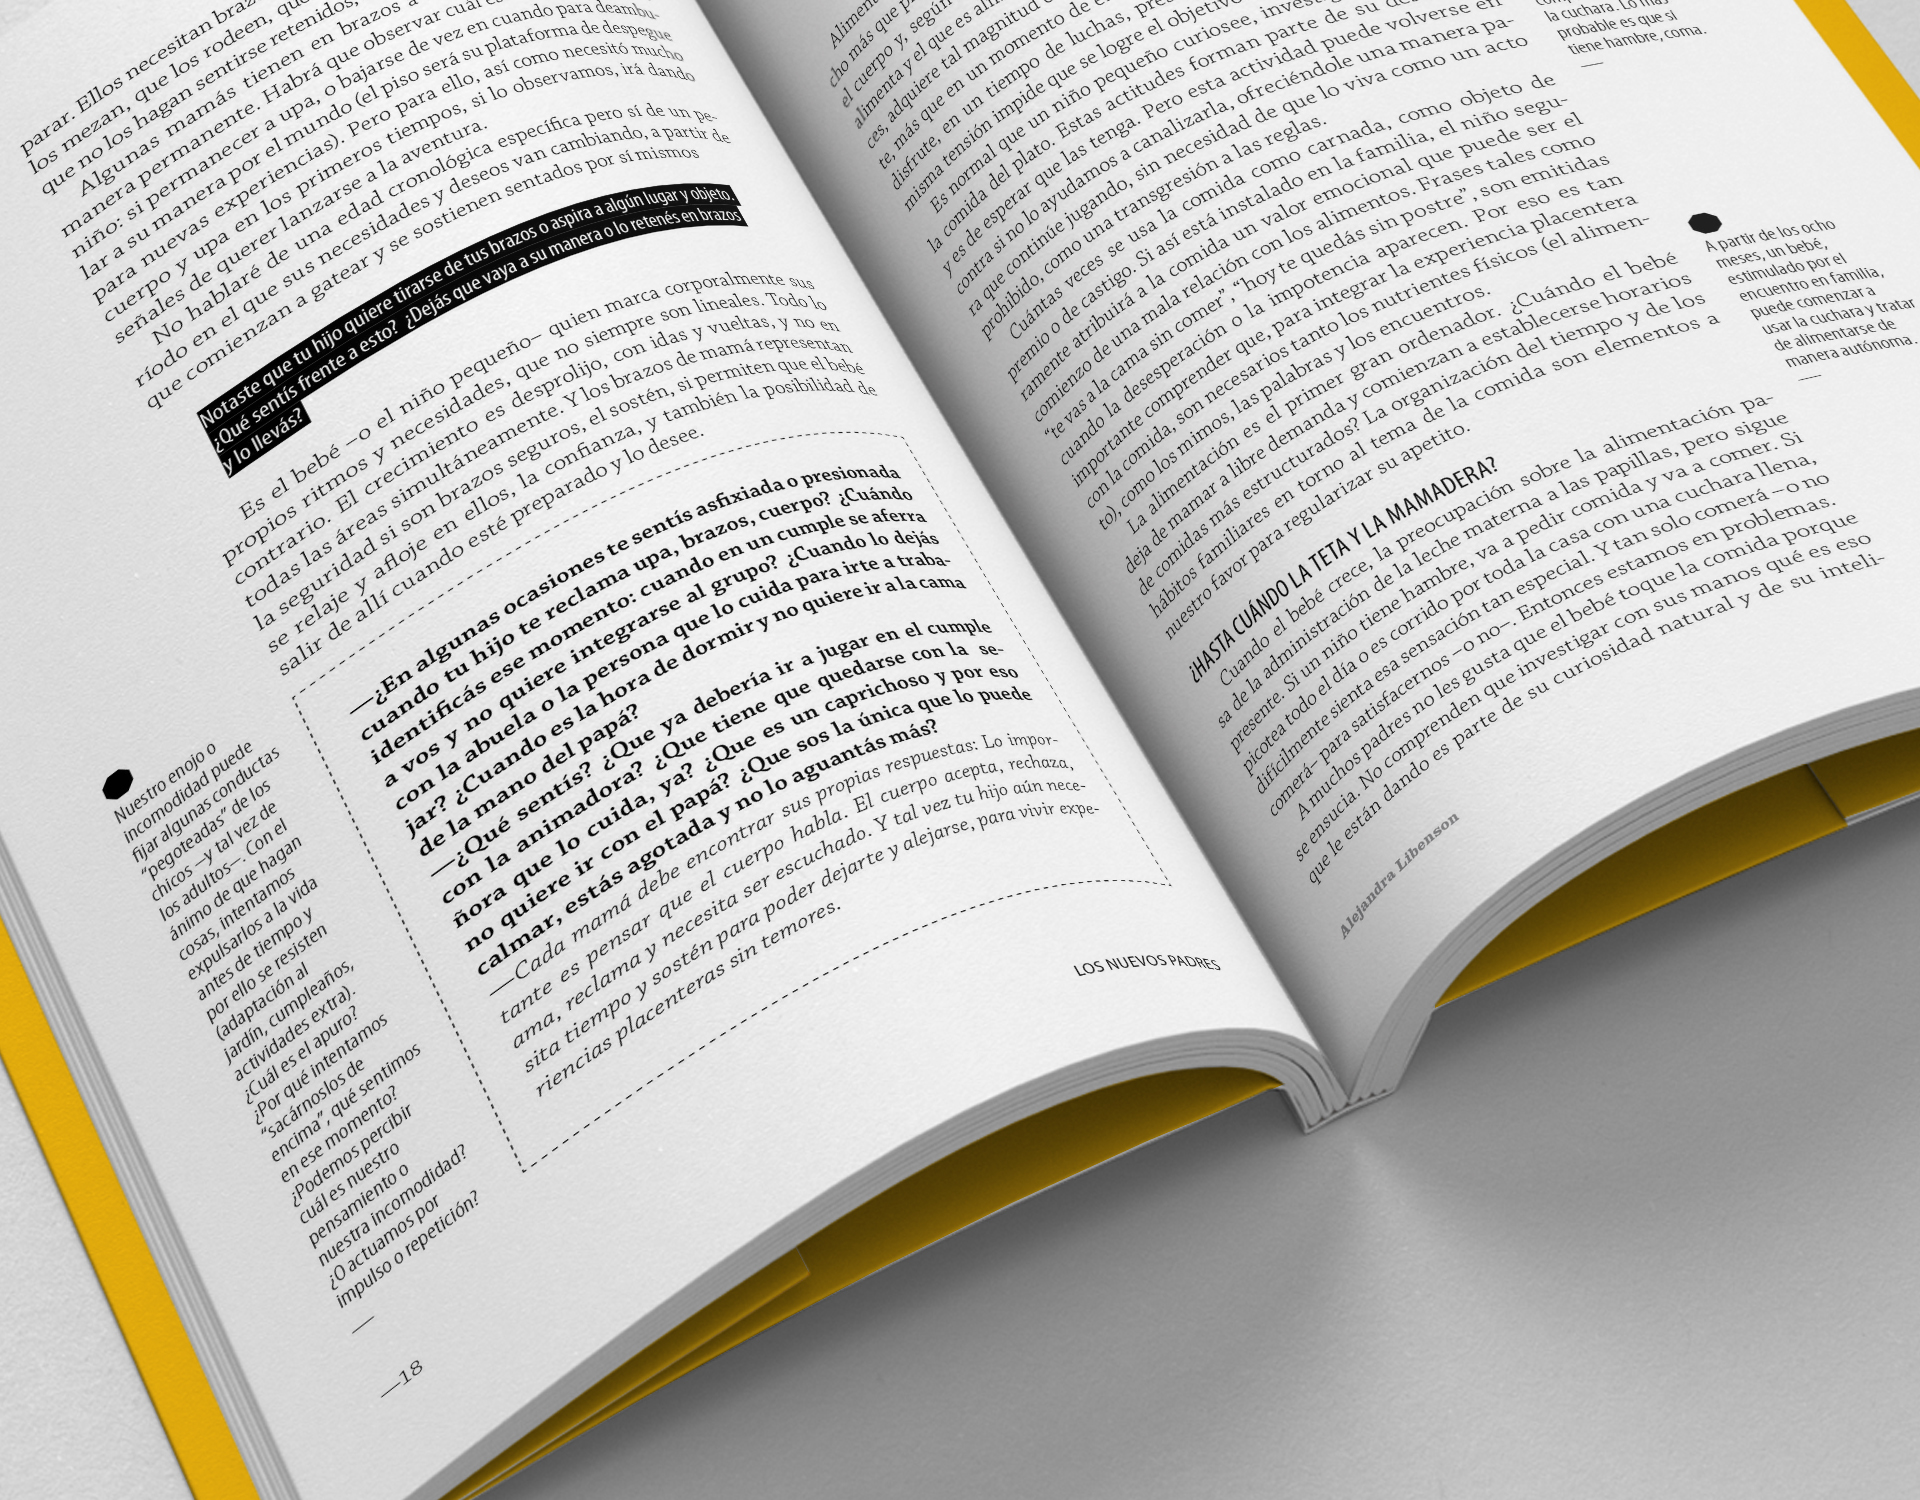 parar. Ellos necesitan
los mezan, que los rodeen,
que no los hagan sentirse retenidos,
Algunas mamás tienen en brazos a
manera permanente. Habrá que observar cuál
niño: si permanecer a upa, o bajarse de vez en cuando para deambu-
lar a su manera por el mundo (el piso será su plataforma de despegue
para nuevas experiencias). Pero para ello, así como necesitó mucho
cuerpo y upa en los primeros tiempos, si lo observamos, irá dando
señales de querer lanzarse a la aventura.
No hablaré de una edad cronológica específica pero sí de un pe-
ríodo en el que sus necesidades y deseos van cambiando, a partir de
que comienzan a gatear y se sostienen sentados por sí mismos
Notaste que tu hijo quiere tirarse de tus brazos o aspira a algún lugar y objeto.
¿Qué sentís frente a esto? ¿Dejás que vaya a su manera o lo retenés en brazos
y lo llevás?
Es el bebé –o el niño pequeño– quien marca corporalmente sus
propios ritmos y necesidades, que no siempre son lineales. Todo lo
contrario. El crecimiento es desprolijo, con idas y vueltas, y no en
todas las áreas simultáneamente. Y los brazos de mamá representan
la seguridad si son brazos seguros, el sostén, si permiten que el bebé
se relaje y afloje en ellos, la confianza, y también la posibilidad de
salir de allí cuando esté preparado y lo desee.
—¿En algunas ocasiones te sentís asfixiada o presionada
cuando tu hijo te reclama upa, brazos, cuerpo? ¿Cuándo
identificás ese momento: cuando en un cumple se aferra
a vos y no quiere integrarse al grupo? ¿Cuando lo dejás
con la abuela o la persona que lo cuida para irte a traba-
jar? ¿Cuando es la hora de dormir y no quiere ir a la cama
de la mano del papá?
—¿Qué sentís? ¿Que ya debería ir a jugar en el cumple
con la animadora? ¿Que tiene que quedarse con la se-
ñora que lo cuida, ya? ¿Que es un caprichoso y por eso
no quiere ir con el papá? ¿Que sos la única que lo puede
calmar, estás agotada y no lo aguantás más?
—Cada mamá debe encontrar sus propias respuestas: Lo impor-
tante es pensar que el cuerpo habla. El cuerpo acepta, rechaza,
ama, reclama y necesita ser escuchado. Y tal vez tu hijo aún nece-
sita tiempo y sostén para poder dejarte y alejarse, para vivir expe-
riencias placenteras sin temores.
Nuestro enojo o
incomodidad puede
fijar algunas conductas
“pegoteadas” de los
chicos –y tal vez de
los adultos–. Con el
ánimo de que hagan
cosas, intentamos
expulsarlos a la vida
antes de tiempo y
por ello se resisten
(adaptación al
jardín, cumpleaños,
actividades extra).
¿Cuál es el apuro?
¿Por qué intentamos
“sacárnoslos de
encima”, qué sentimos
en ese momento?
¿Podemos percibir
cuál es nuestro
pensamiento o
nuestra incomodidad?
¿O actuamos por
impulso o repetición?
—
LOS NUEVOS PADRES
—18
cho más que
el cuerpo y, según
alimenta y el que es
ces, adquiere tal magnitud
te, más que en un momento de
disfrute, en un tiempo de luchas,
misma tensión impide que se logre el objetivo
Es normal que un niño pequeño curiosee,
la comida del plato. Estas actitudes forman parte de su
y es de esperar que las tenga. Pero esta actividad puede volverse en
contra si no lo ayudamos a canalizarla, ofreciéndole una manera pa-
ra que continúe jugando, sin necesidad de que lo viva como un acto
prohibido, como una transgresión a las reglas.
Cuántas veces se usa la comida como carnada, como objeto de
premio o de castigo. Si así está instalado en la familia, el niño segu-
ramente atribuirá a la comida un valor emocional que puede ser el
comienzo de una mala relación con los alimentos. Frases tales como
“te vas a la cama sin comer”, “hoy te quedás sin postre”, son emitidas
cuando la desesperación o la impotencia aparecen. Por eso es tan
importante comprender que, para integrar la experiencia placentera
con la comida, son necesarios tanto los nutrientes físicos (el alimen-
to), como los mimos, las palabras y los encuentros.
La alimentación es el primer gran ordenador. ¿Cuándo el bebé
deja de mamar a libre demanda y comienzan a establecerse horarios
de comidas más estructurados? La organización del tiempo y de los
hábitos familiares en torno al tema de la comida son elementos a
nuestro favor para regularizar su apetito.
¿HASTA CUÁNDO LA TETA Y LA MAMADERA?
Cuando el bebé crece, la preocupación sobre la alimentación pa-
sa de la administración de la leche materna a las papillas, pero sigue
presente. Si un niño tiene hambre, va a pedir comida y va a comer. Si
picotea todo el día o es corrido por toda la casa con una cuchara llena,
difícilmente sienta esa sensación tan especial. Y tan solo comerá –o no
comerá– para satisfacernos –o no–. Entonces estamos en problemas.
A muchos padres no les gusta que el bebé toque la comida porque
se ensucia. No comprenden que investigar con sus manos qué es eso
que le están dando es parte de su curiosidad natural y de su inteli-
la cuchara. Lo más
probable es que si
tiene hambre, coma.
—
A partir de los ocho
meses, un bebé,
estimulado por el
encuentro en familia,
puede comenzar a
usar la cuchara y tratar
de alimentarse de
manera autónoma.
—
Alejandra Libenson